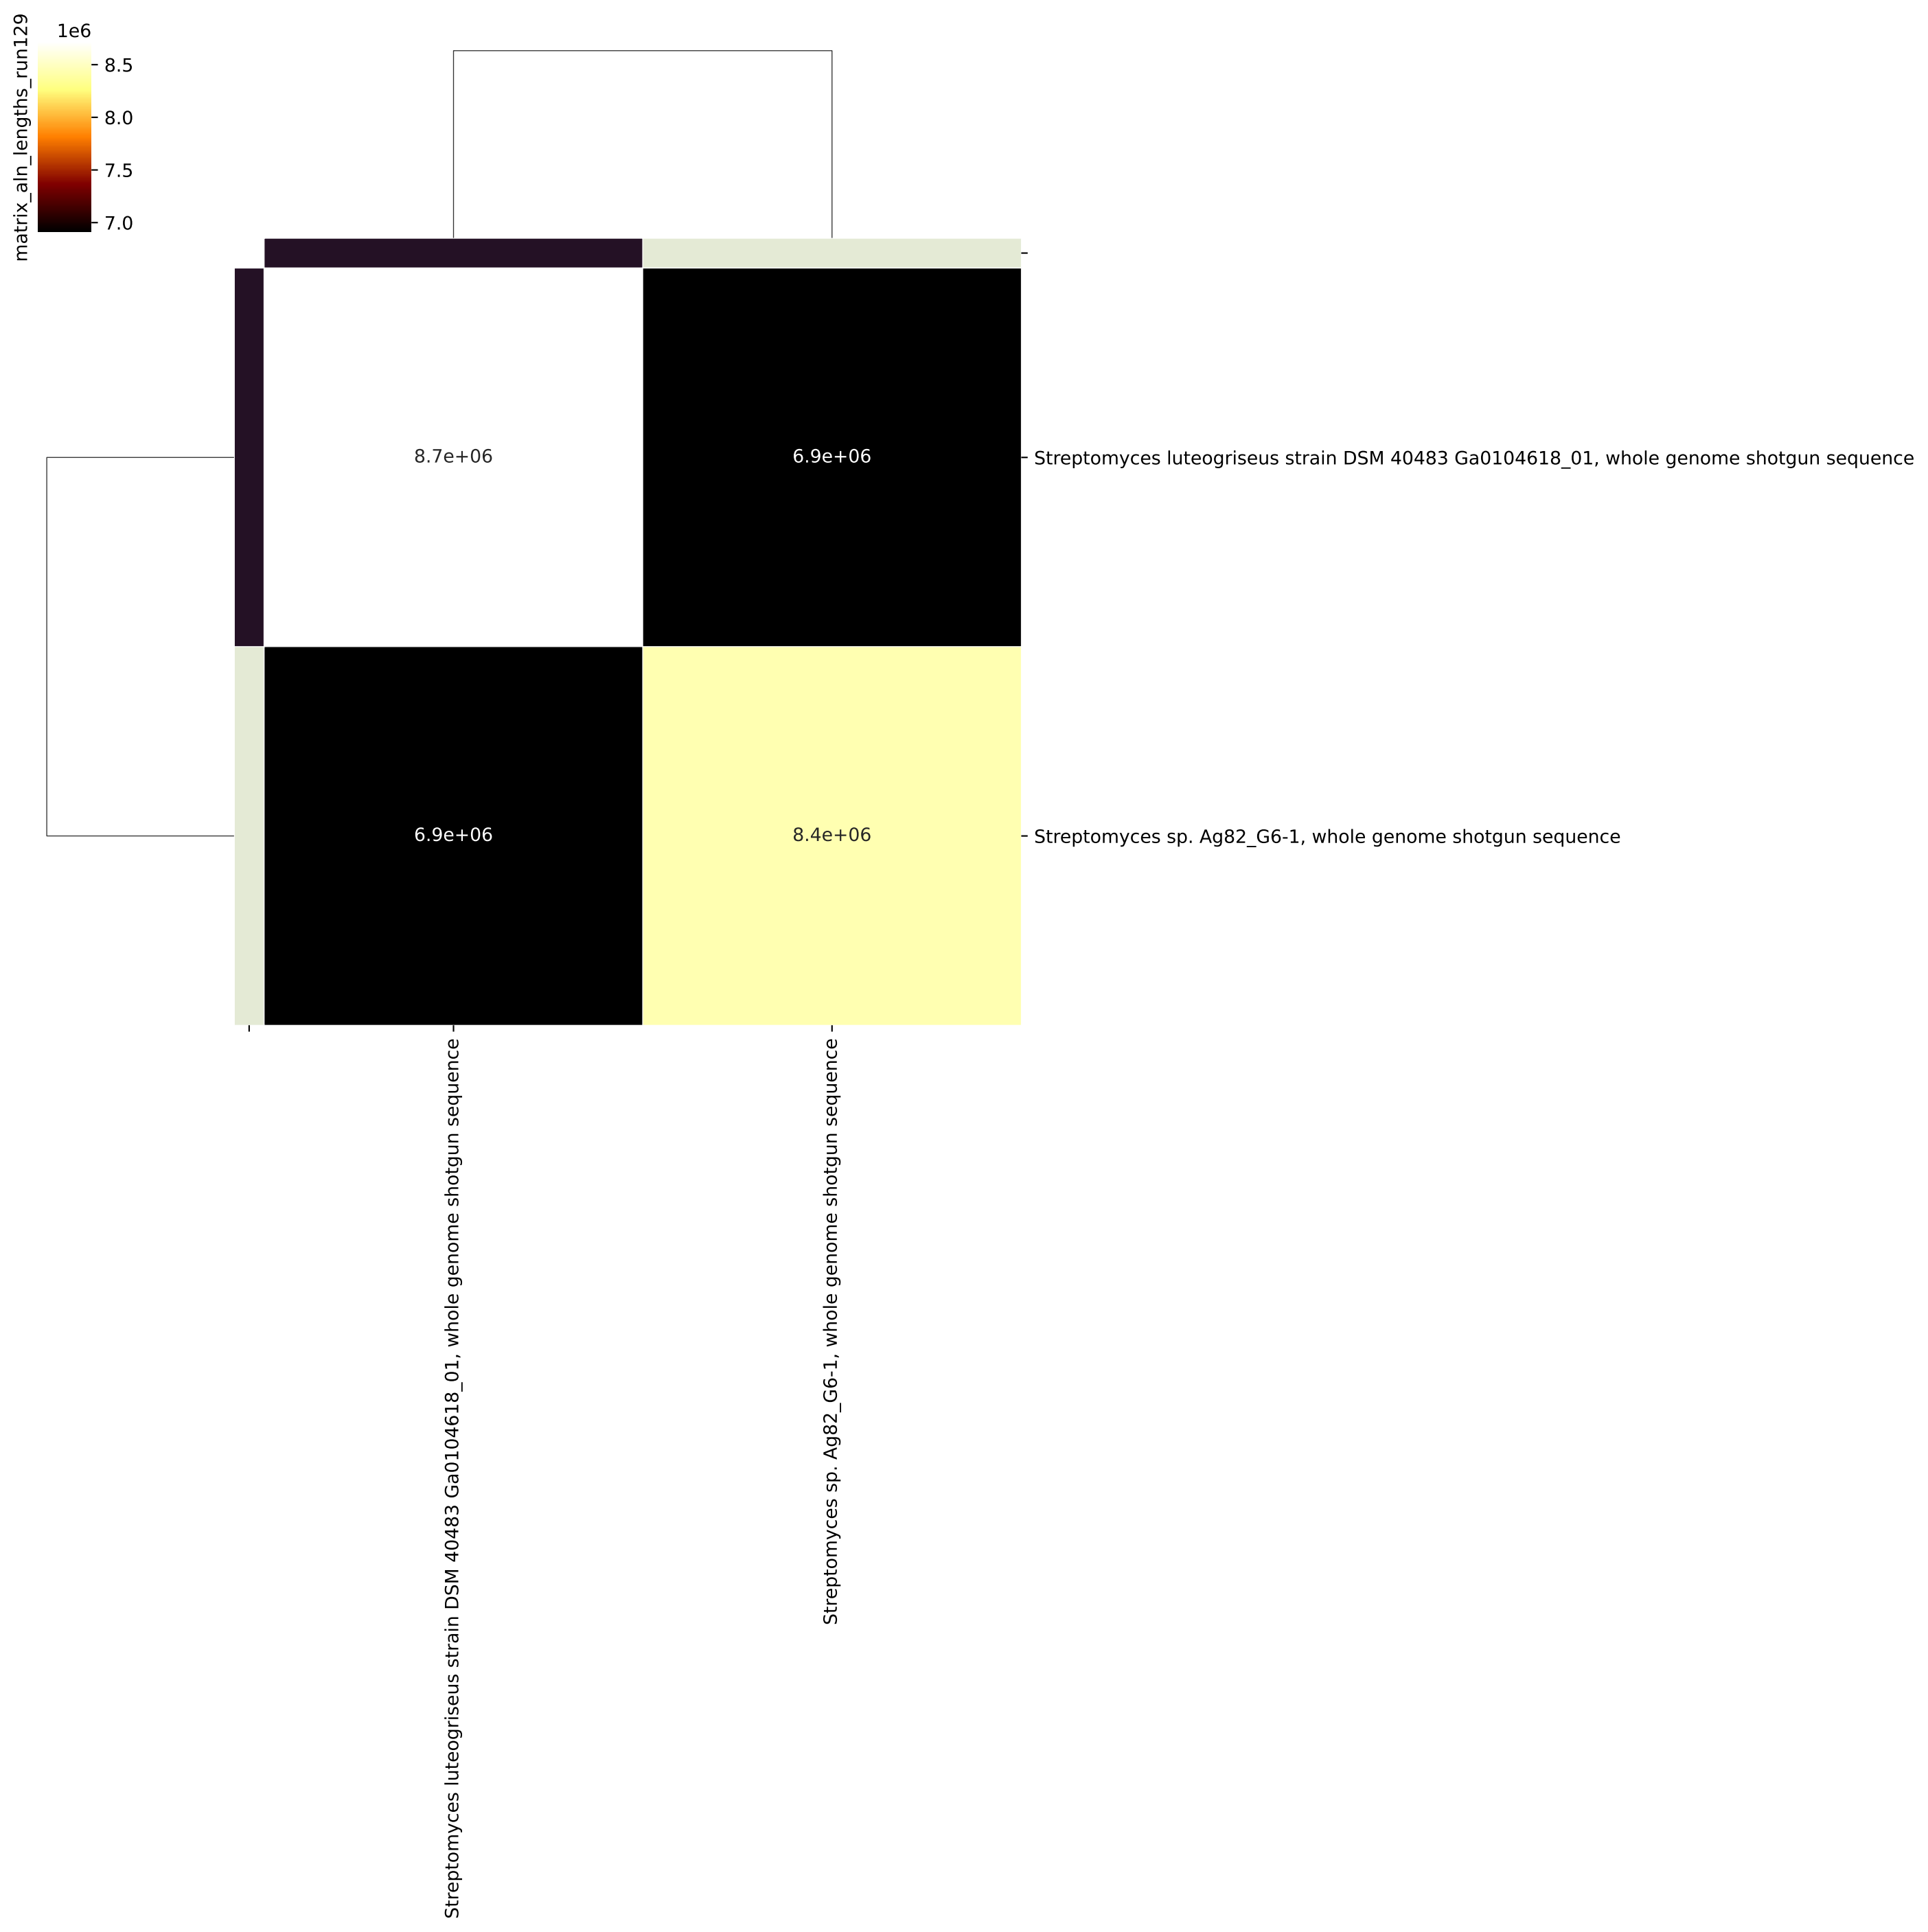 matrix_aln_lengths_run129
1e6
8.5
8.0
7.5
7.0
8.7e+06
6.9e+06
Streptomyces luteogriseus strain DSM 40483 Ga0104618_01, whole genome shotgun sequence
6.9e+06
8.4e+06
Streptomyces sp. Ag82_G6-1, whole genome shotgun sequence
Streptomyces luteogriseus strain DSM 40483 Ga0104618_01, whole genome shotgun sequence
Streptomyces sp. Ag82_G6-1, whole genome shotgun sequence